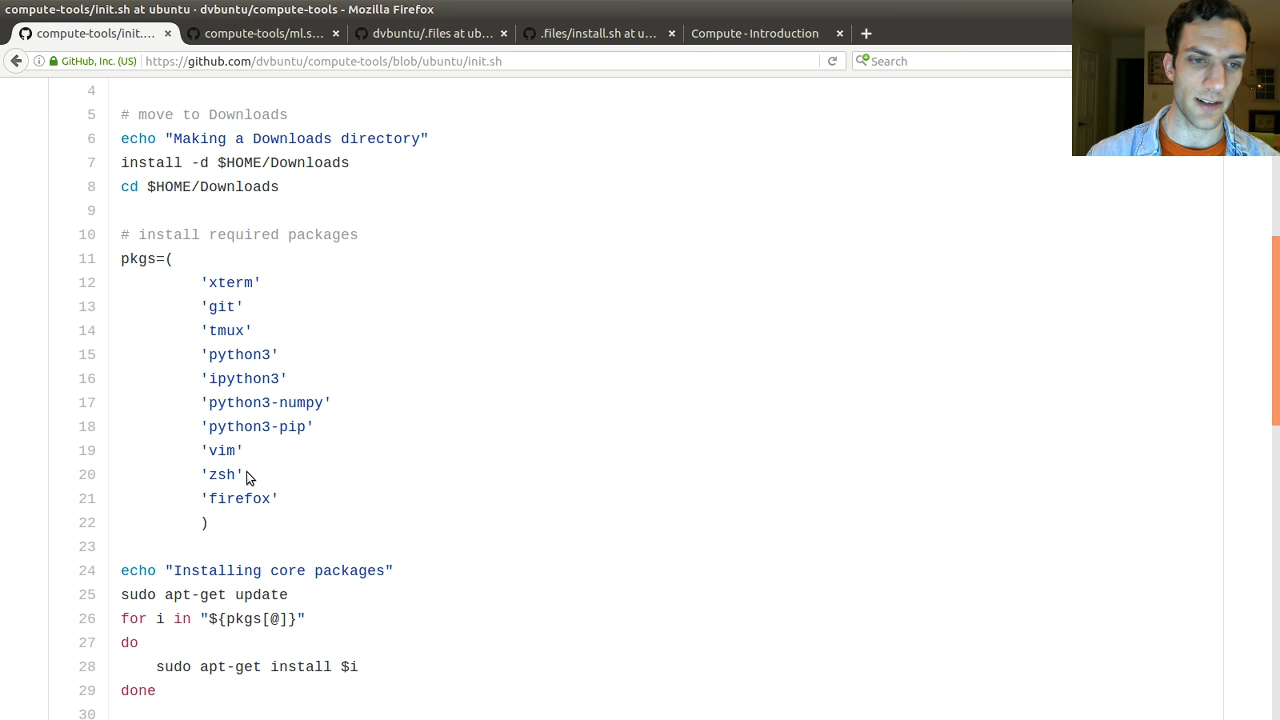 compute-tools/init.sh at ubuntu · dvbuntu/compute-tools - Mozilla Firefox
compute-tools/init.… × compute-tools/ml.s… × dvbuntu/.files at ub… × .files/install.sh at u… × Compute - Introduction × +
GitHub, Inc. (US) https://github.com/dvbuntu/compute-tools/blob/ubuntu/init.sh Search
4
5 # move to Downloads
6 echo "Making a Downloads directory"
7 install -d $HOME/Downloads
8 cd $HOME/Downloads
9
10 # install required packages
11 pkgs=(
12 'xterm'
13 'git'
14 'tmux'
15 'python3'
16 'ipython3'
17 'python3-numpy'
18 'python3-pip'
19 'vim'
20 'zsh'
21 'firefox'
22 )
23
24 echo "Installing core packages"
25 sudo apt-get update
26 for i in "${pkgs[@]}"
27 do
28 sudo apt-get install $i
29 done
30